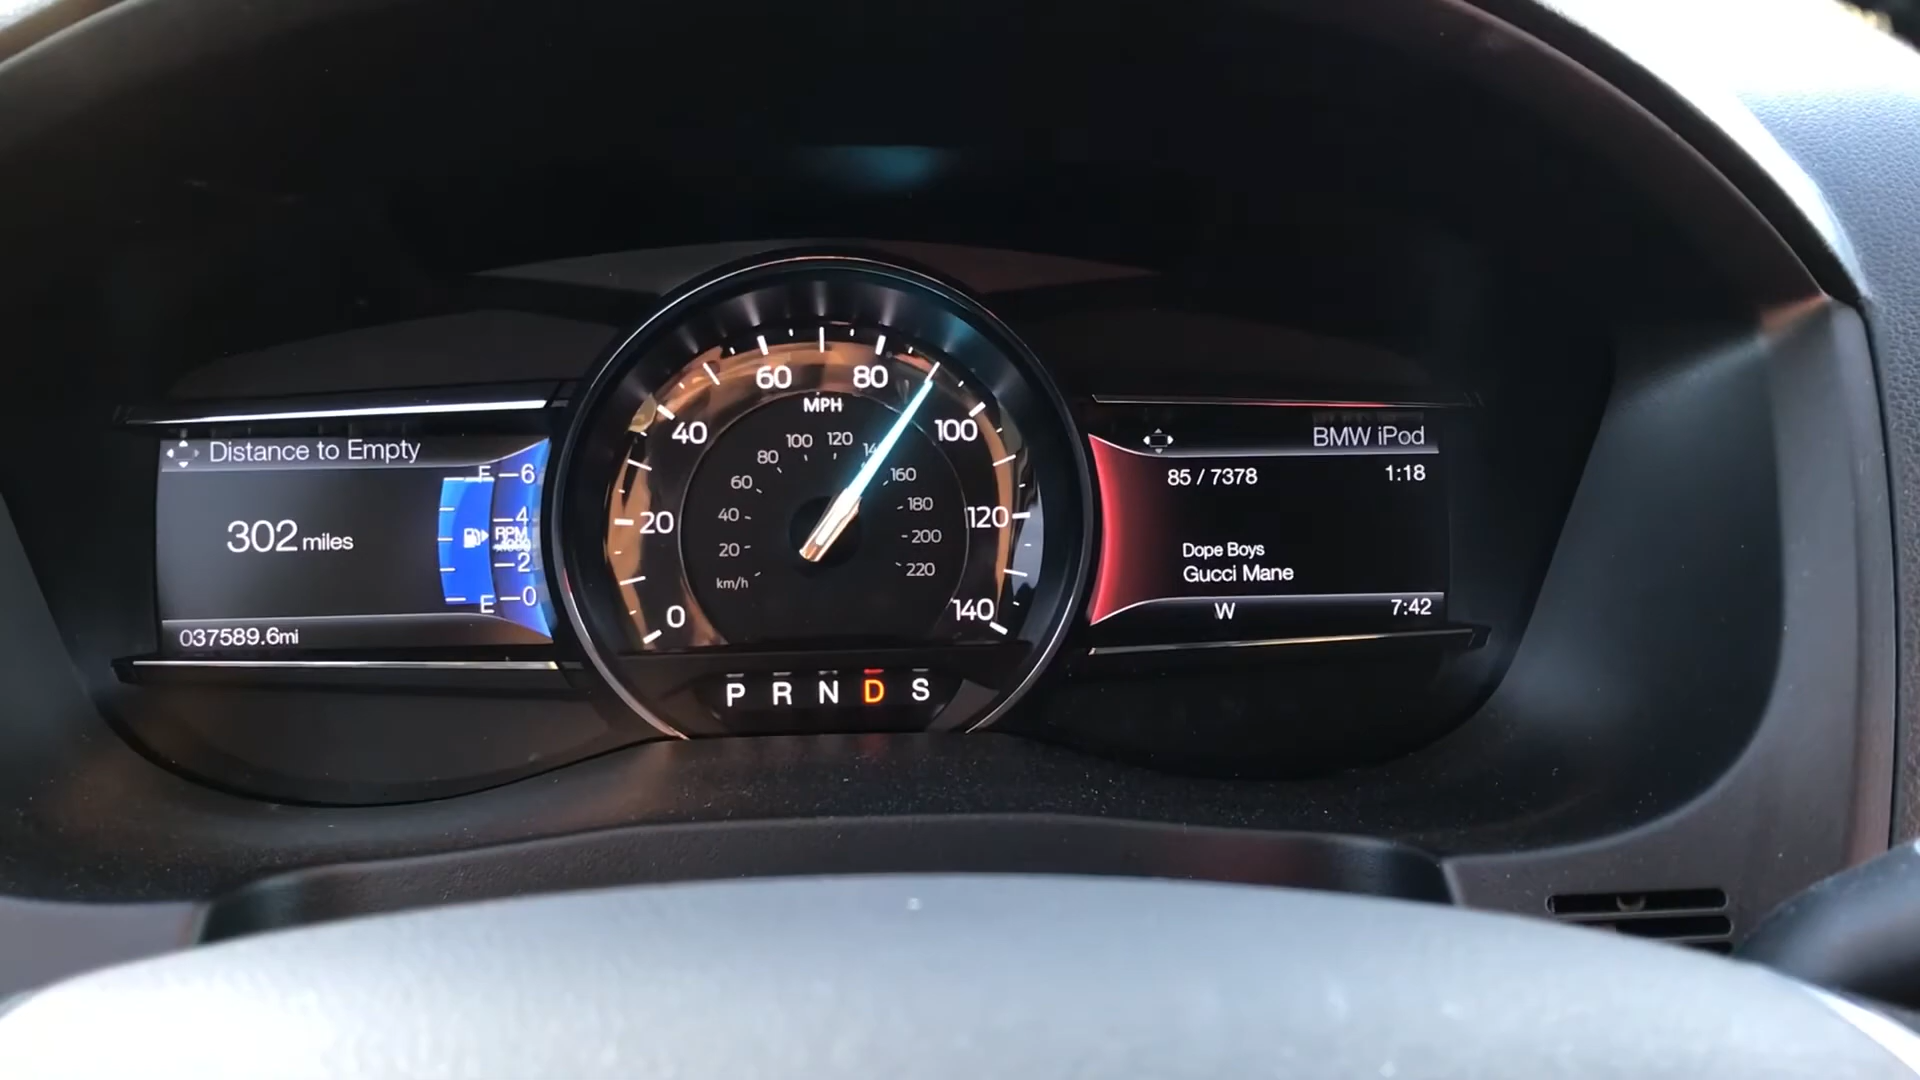 Distance to Empty
302 miles
F
E
6
4
RPM
2
0
037589.6mi
0
20
40
60
80
100
120
140
MPH
km/h
20
40
60
80
100
120
160
180
200
220
P R N D S
BMW iPod
85 / 7378 1:18
Dope Boys
Gucci Mane
W 7:42